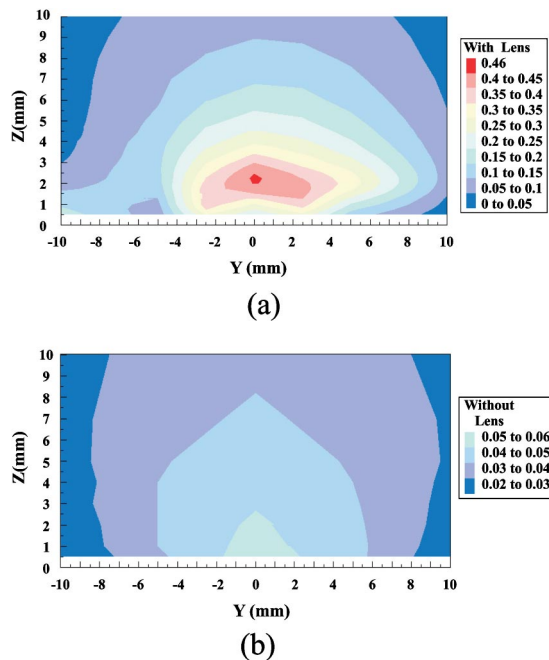 10
9
8
7
6
5
4
3
2
1
0
Z(mm)
-10 -8 -6 -4 -2 0 2 4 6 8 10
Y (mm)
With Lens
0.46
0.4 to 0.45
0.35 to 0.4
0.3 to 0.35
0.25 to 0.3
0.2 to 0.25
0.15 to 0.2
0.1 to 0.15
0.05 to 0.1
0 to 0.05
(a)
10
9
8
7
6
5
4
3
2
1
0
Z(mm)
-10 -8 -6 -4 -2 0 2 4 6 8 10
Y (mm)
Without
Lens
0.05 to 0.06
0.04 to 0.05
0.03 to 0.04
0.02 to 0.03
(b)